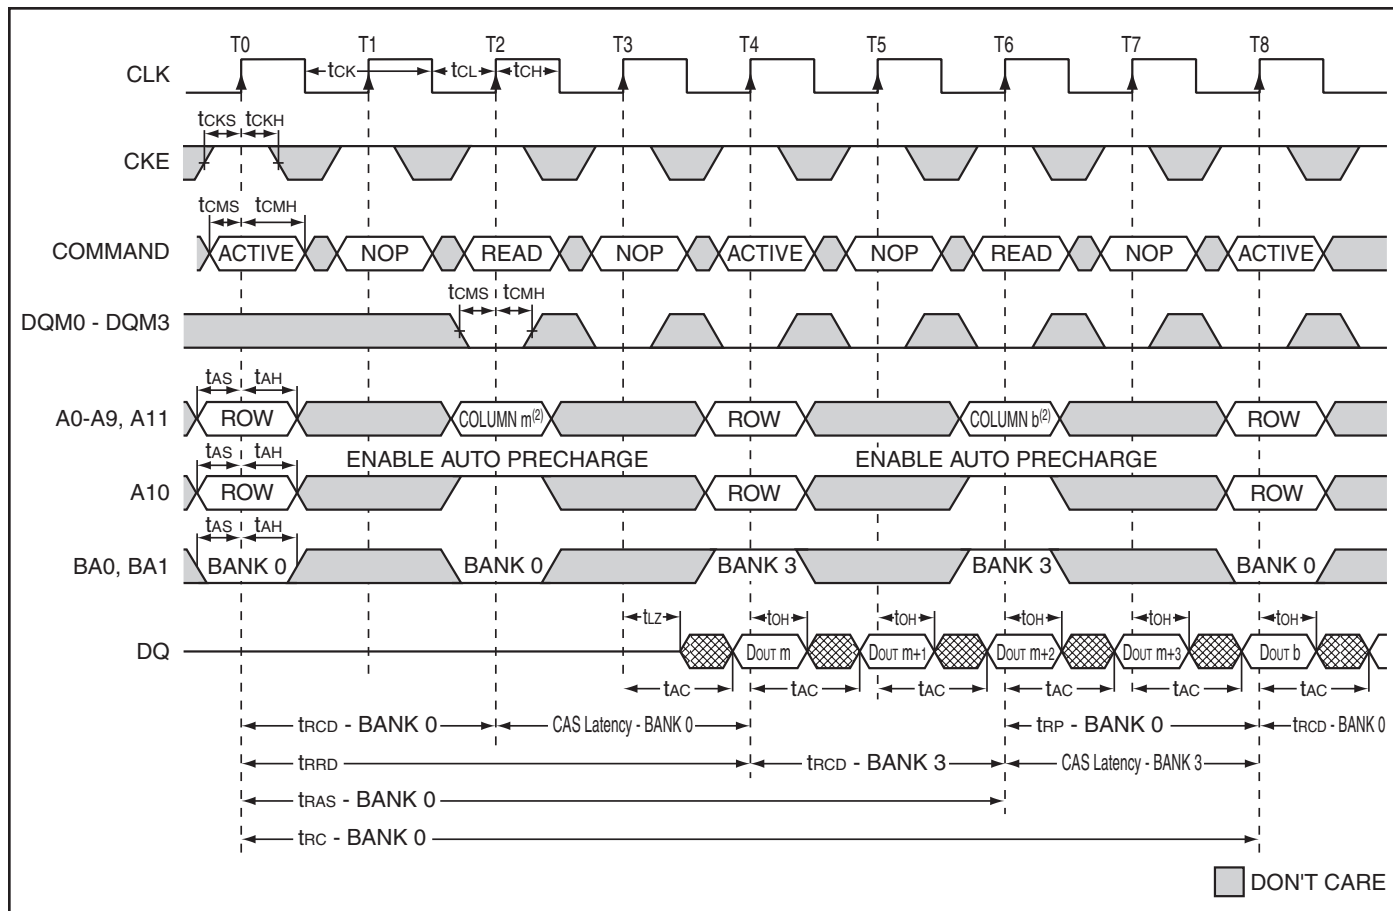 T0 T1 T2 T3 T4 T5 T6 T7 T8
CLK tCK tCL tCH
tCKS tCKH
CKE
tCMS tCMH
COMMAND ACTIVE NOP READ NOP ACTIVE NOP READ NOP ACTIVE
tCMS tCMH
DQM0 - DQM3
tAS tAH
A0-A9, A11 ROW COLUMN m(2) ROW COLUMN b(2) ROW
tAS tAH ENABLE AUTO PRECHARGE ENABLE AUTO PRECHARGE
A10 ROW ROW ROW
tAS tAH
BA0, BA1 BANK 0 BANK 0 BANK 3 BANK 3 BANK 0
tLZ tOH tOH tOH tOH tOH
DQ DOUT m DOUT m+1 DOUT m+2 DOUT m+3 DOUT b
tAC tAC tAC tAC tAC tAC
tRCD - BANK 0 CAS Latency - BANK 0 tRP - BANK 0 tRCD - BANK 0
tRRD tRCD - BANK 3 CAS Latency - BANK 3
tRAS - BANK 0
tRC - BANK 0
DON'T CARE